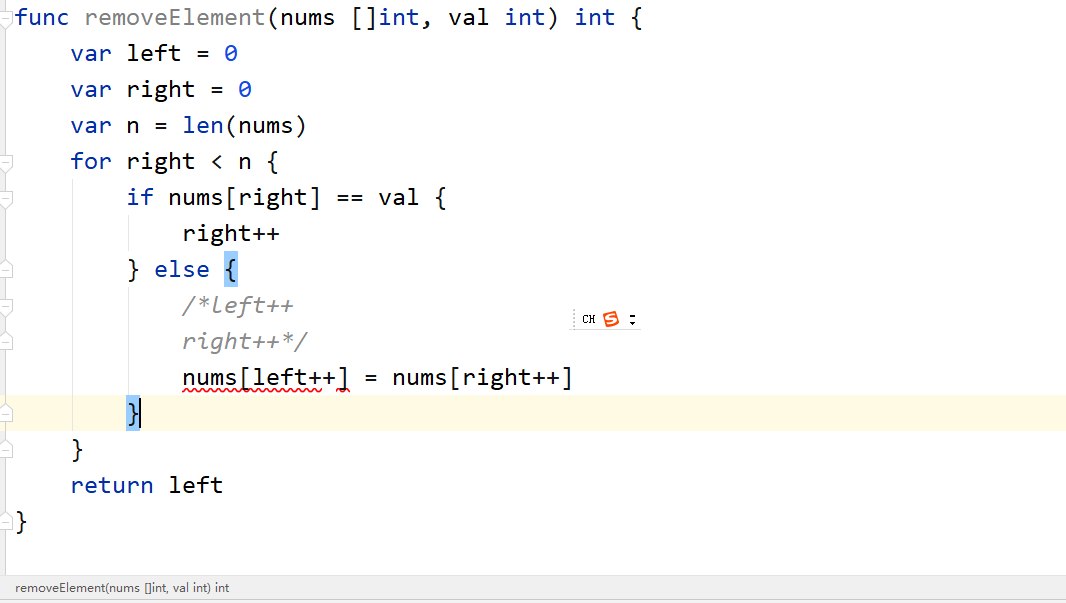 func removeElement(nums []int, val int) int {
    var left = 0
    var right = 0
    var n = len(nums)
    for right < n {
        if nums[right] == val {
            right++
        } else {
            /*left++
            right++*/
            nums[left++] = nums[right++]
        }
    }
    return left
}
CH
removeElement(nums []int, val int) int